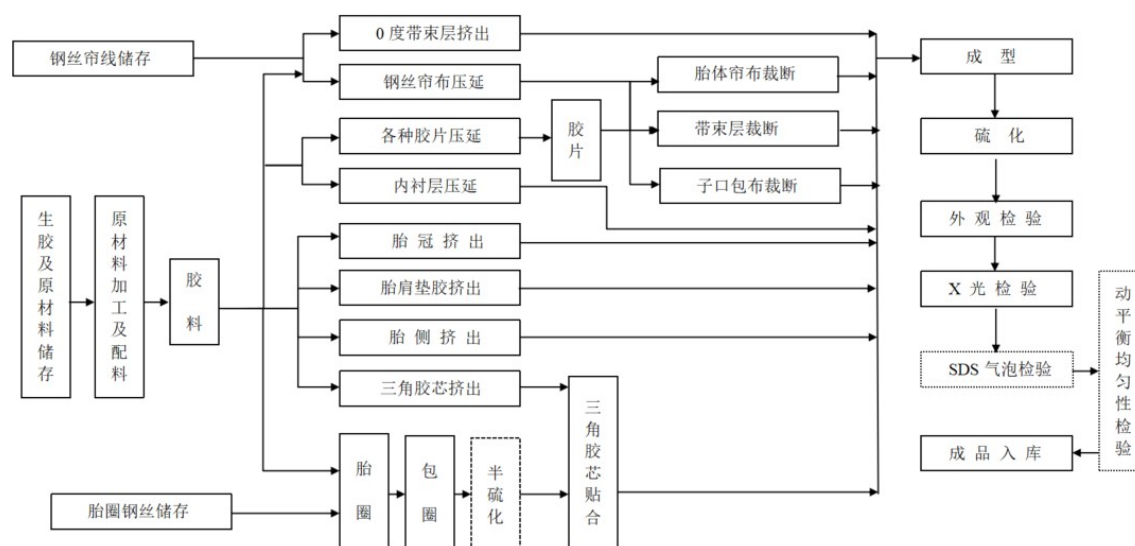 钢丝帘线储存
0 度带束层挤出
钢丝帘布压延
各种胶片压延
胶片
内衬层压延
胎体帘布裁断
带束层裁断
子口包布裁断
生胶及原材料储存
原材料加工及配料
胶料
胎 冠 挤 出
胎肩垫胶挤出
胎 侧 挤 出
三角胶芯挤出
胎圈钢丝储存
胎圈
包圈
半硫化
三角胶芯贴合
成 型
硫 化
外 观 检 验
X 光 检 验
SDS 气泡检验
动平衡均匀性检验
成 品 入 库